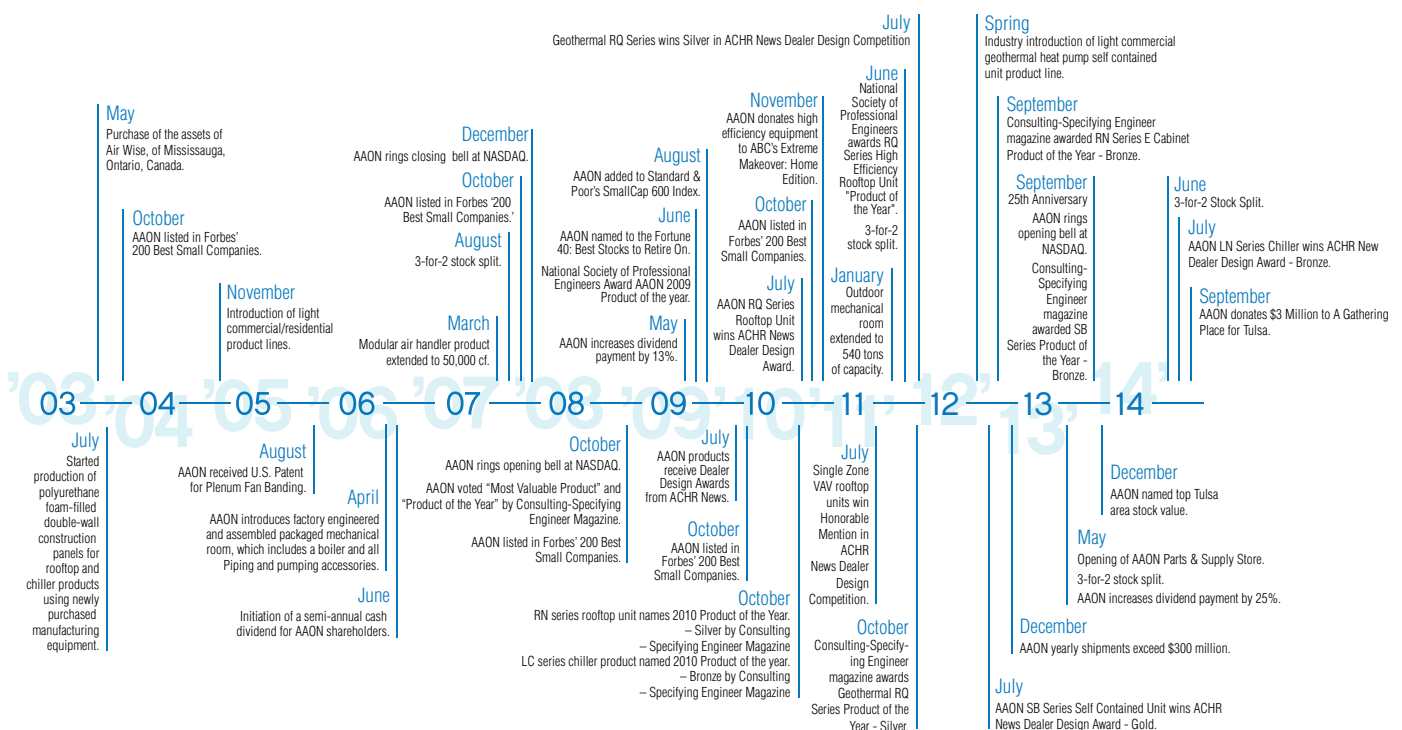 July
Geothermal RQ Series wins Silver in ACHR News Dealer Design Competition
Spring
Industry introduction of light commercial
geothermal heat pump self contained
unit product line.
May
Purchase of the assets of
Air Wise, of Mississauga,
Ontario, Canada.
October
AAON listed in Forbes'
200 Best Small Companies.
November
Introduction of light
commercial/residential
product lines.
December
AAON rings closing bell at NASDAQ.
October
AAON listed in Forbes '200
Best Small Companies.'
August
3-for-2 stock split.
March
Modular air handler product
extended to 50,000 cf.
August
AAON added to Standard &
Poor's SmallCap 600 Index.
June
AAON named to the Fortune
40: Best Stocks to Retire On.
National Society of Professional
Engineers Award AAON 2009
Product of the year.
May
AAON increases dividend
payment by 13%.
November
AAON donates high
efficiency equipment
to ABC's Extreme
Makeover: Home
Edition.
October
AAON listed in
Forbes' 200 Best
Small Companies.
July
AAON RQ Series
Rooftop Unit
wins ACHR News
Dealer Design
Award.
June
National
Society of
Professional
Engineers
awards RQ
Series High
Efficiency
Rooftop Unit
"Product of
the Year".
3-for-2
stock split.
January
Outdoor
mechanical
room
extended to
540 tons
of capacity.
September
Consulting-Specifying Engineer
magazine awarded RN Series E Cabinet
Product of the Year - Bronze.
September
25th Anniversary
AAON rings
opening bell at
NASDAQ.
Consulting-
Specifying
Engineer
magazine
awarded SB
Series Product of
the Year -
Bronze.
June
3-for-2 Stock Split.
July
AAON LN Series Chiller wins ACHR New
Dealer Design Award - Bronze.
September
AAON donates $3 Million to A Gathering
Place for Tulsa.
'03 '04 '05 '06 '07 '08 '09 '10 '11' 12' 13' 14'
03 04 05 06 07 08 09 10 11 12 13 14
July
Started
production of
polyurethane
foam-filled
double-wall
construction
panels for
rooftop and
chiller products
using newly
purchased
manufacturing
equipment.
August
AAON received U.S. Patent
for Plenum Fan Banding.
April
AAON introduces factory engineered
and assembled packaged mechanical
room, which includes a boiler and all
Piping and pumping accessories.
June
Initiation of a semi-annual cash
dividend for AAON shareholders.
October
AAON rings opening bell at NASDAQ.
AAON voted “Most Valuable Product” and
“Product of the Year” by Consulting-Specifying
Engineer Magazine.
AAON listed in Forbes' 200 Best
Small Companies.
July
AAON products
receive Dealer
Design Awards
from ACHR News.
October
AAON listed in
Forbes' 200 Best
Small Companies.
October
RN series rooftop unit names 2010 Product of the Year.
– Silver by Consulting
– Specifying Engineer Magazine
LC series chiller product named 2010 Product of the year.
– Bronze by Consulting
– Specifying Engineer Magazine
July
Single Zone
VAV rooftop
units win
Honorable
Mention in
ACHR
News Dealer
Design
Competition.
October
Consulting-Specify-
ing Engineer
magazine awards
Geothermal RQ
Series Product of the
Year - Silver.
December
AAON named top Tulsa
area stock value.
May
Opening of AAON Parts & Supply Store.
3-for-2 stock split.
AAON increases dividend payment by 25%.
December
AAON yearly shipments exceed $300 million.
July
AAON SB Series Self Contained Unit wins ACHR
News Dealer Design Award - Gold.